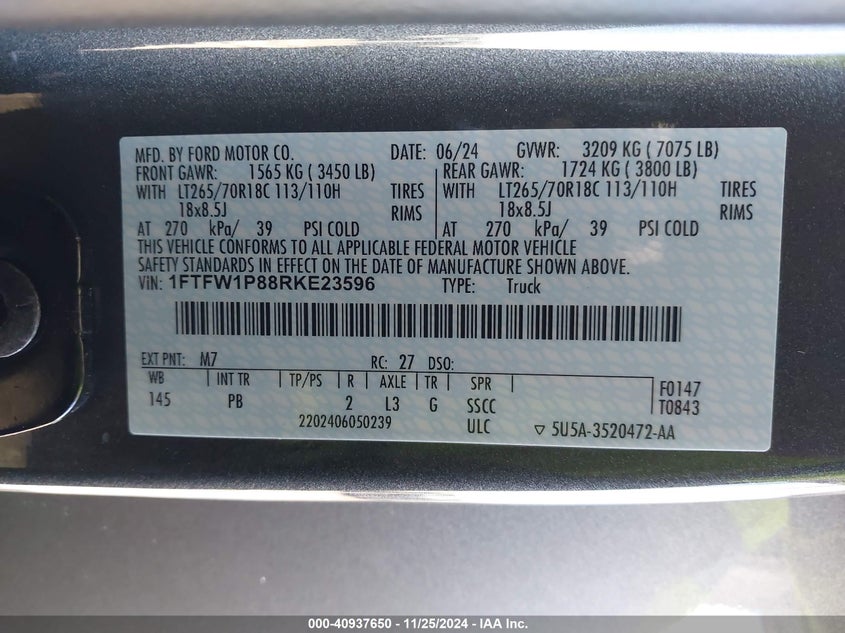 MFD. BY FORD MOTOR CO. DATE: 06/24 GVWR: 3209 KG ( 7075 LB)
FRONT GAWR: 1565 KG ( 3450 LB) REAR GAWR: 1724 KG ( 3800 LB)
WITH LT265/70R18C 113/110H TIRES WITH LT265/70R18C 113/110H TIRES
18x8.5J RIMS 18x8.5J RIMS
AT 270 kPa/ 39 PSI COLD AT 270 kPa/ 39 PSI COLD
THIS VEHICLE CONFORMS TO ALL APPLICABLE FEDERAL MOTOR VEHICLE
SAFETY STANDARDS IN EFFECT ON THE DATE OF MANUFACTURE SHOWN ABOVE.
VIN: 1FTFW1P88RKE23596 TYPE: Truck
EXT PNT: M7 RC: 27 DSO:
WB INT TR TP/PS R AXLE TR SPR F0147
145 PB 2 L3 G SSCC T0843
2202406050239 ULC ▽ 5U5A-3520472-AA
000-40937650 - 11/25/2024 - IAA Inc.